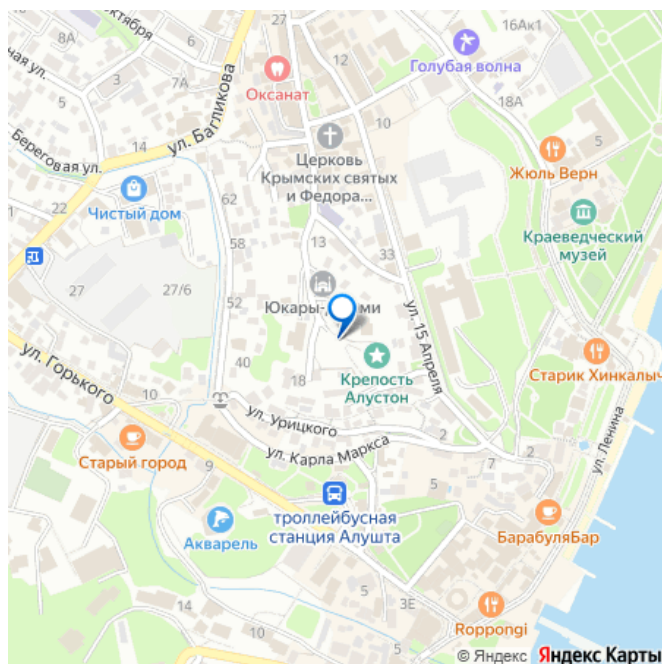 Октября
8А
3
12
16Ак1
Голубая волна
5
7А
Оксанат
10
18А
5
ная ул.
3
14
ул. Багликова
Береговая ул.
Церковь
Крымских святых
и Федора...
Жюль Верн
22
Чистый дом
62
Краеведческий
музей
58
13
33
27
27/6
52
Юкары-Джами
ул. 15 Апреля
40
Старик Хинкалыч
18
Крепость
Алустон
ул. Горького
10
ул. Урицкого
2
2
ул. Ленина
Старый город
9
ул. Карла Маркса
7
5
5
троллейбусная
станция Алушта
БарабуляБар
Акварель
14
3Е
5
Roppongi
© Яндекс Яндекс Карты